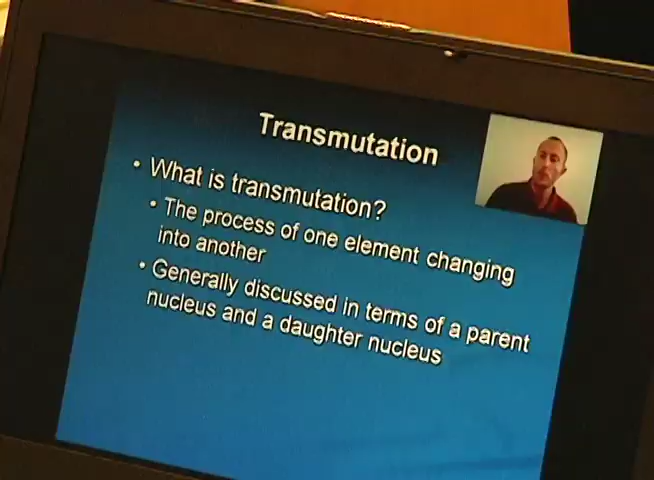 Transmutation
• What is transmutation?
• The process of one element changing
into another
• Generally discussed in terms of a parent
nucleus and a daughter nucleus